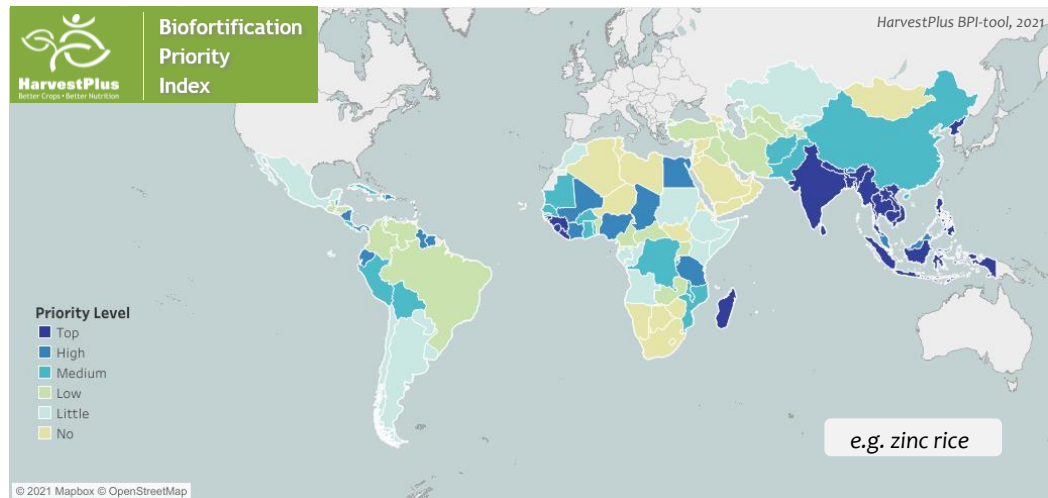 HarvestPlus
Better Crops • Better Nutrition
Biofortification
Priority
Index
HarvestPlus BPI-tool, 2021
Priority Level
Top
High
Medium
Low
Little
No
e.g. zinc rice
© 2021 Mapbox © OpenStreetMap